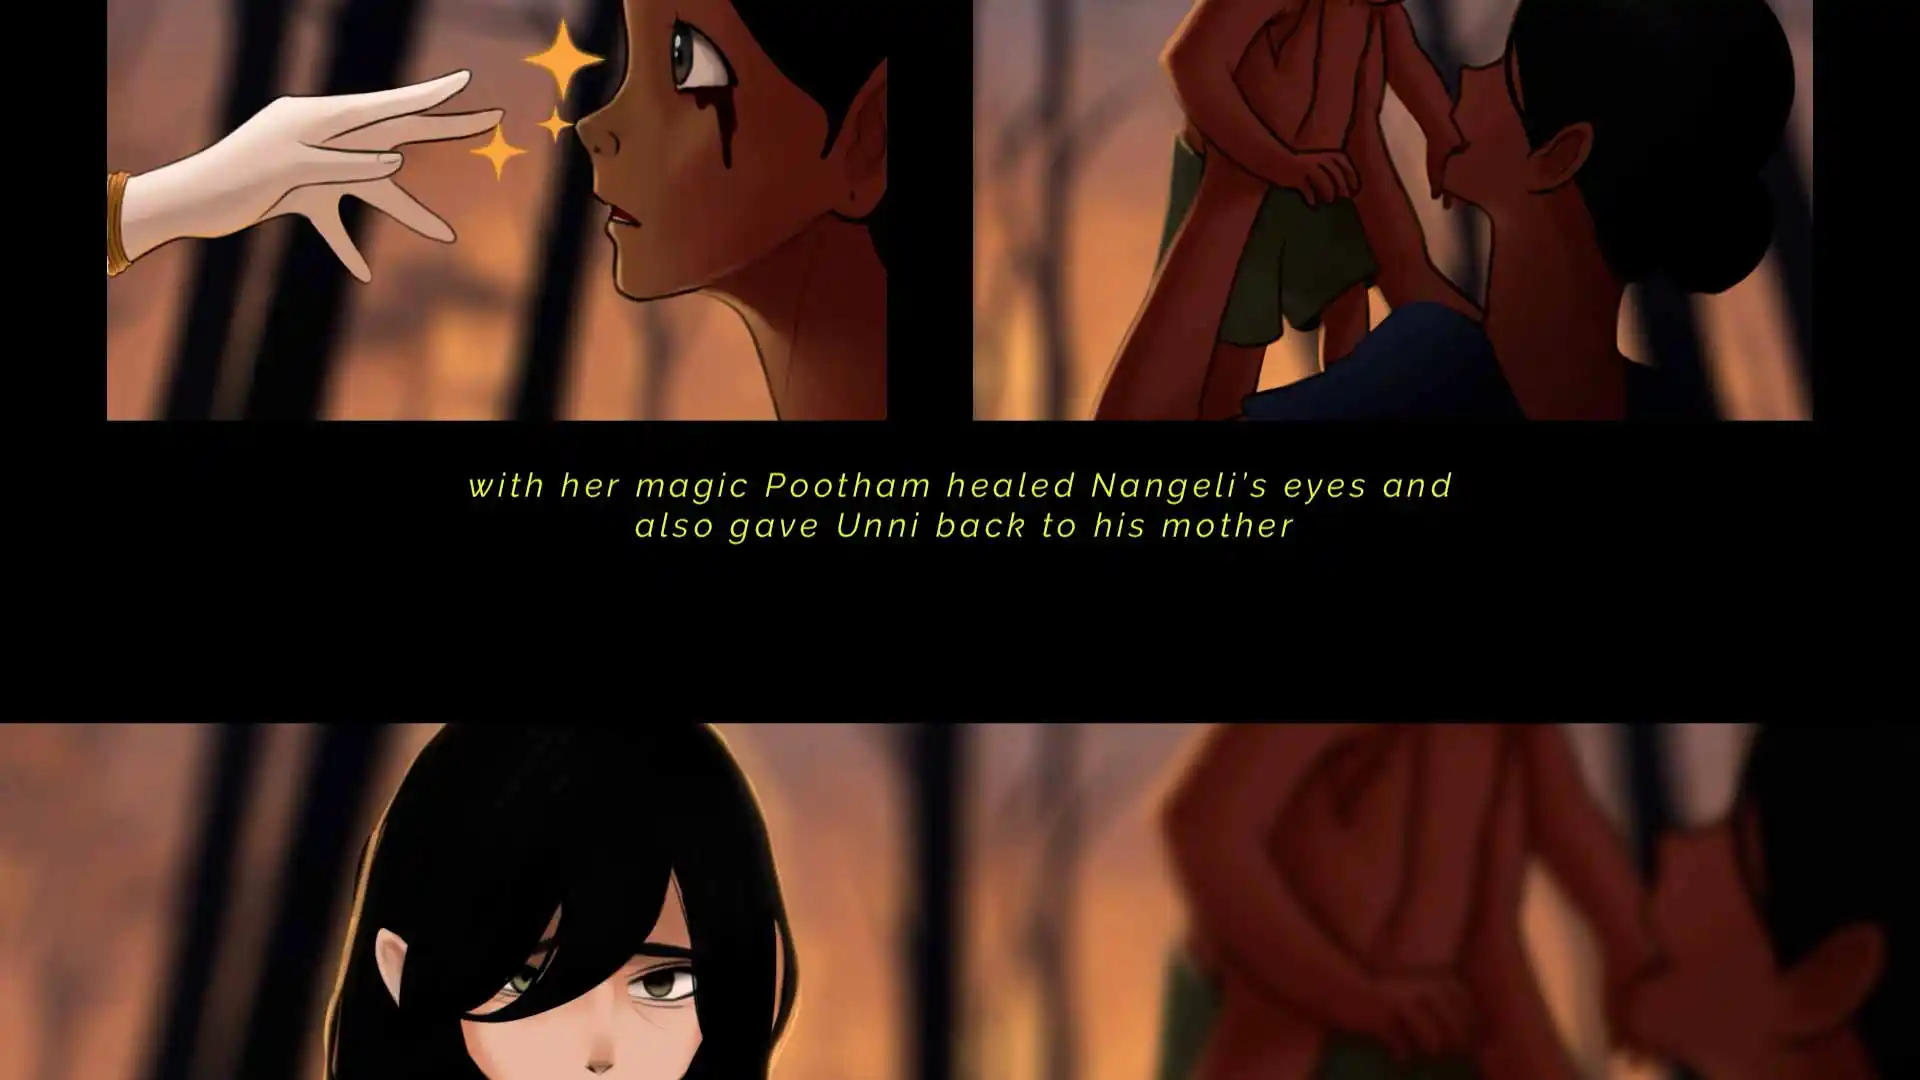 with her magic Pootham healed Nangeli's eyes and
also gave Unni back to his mother